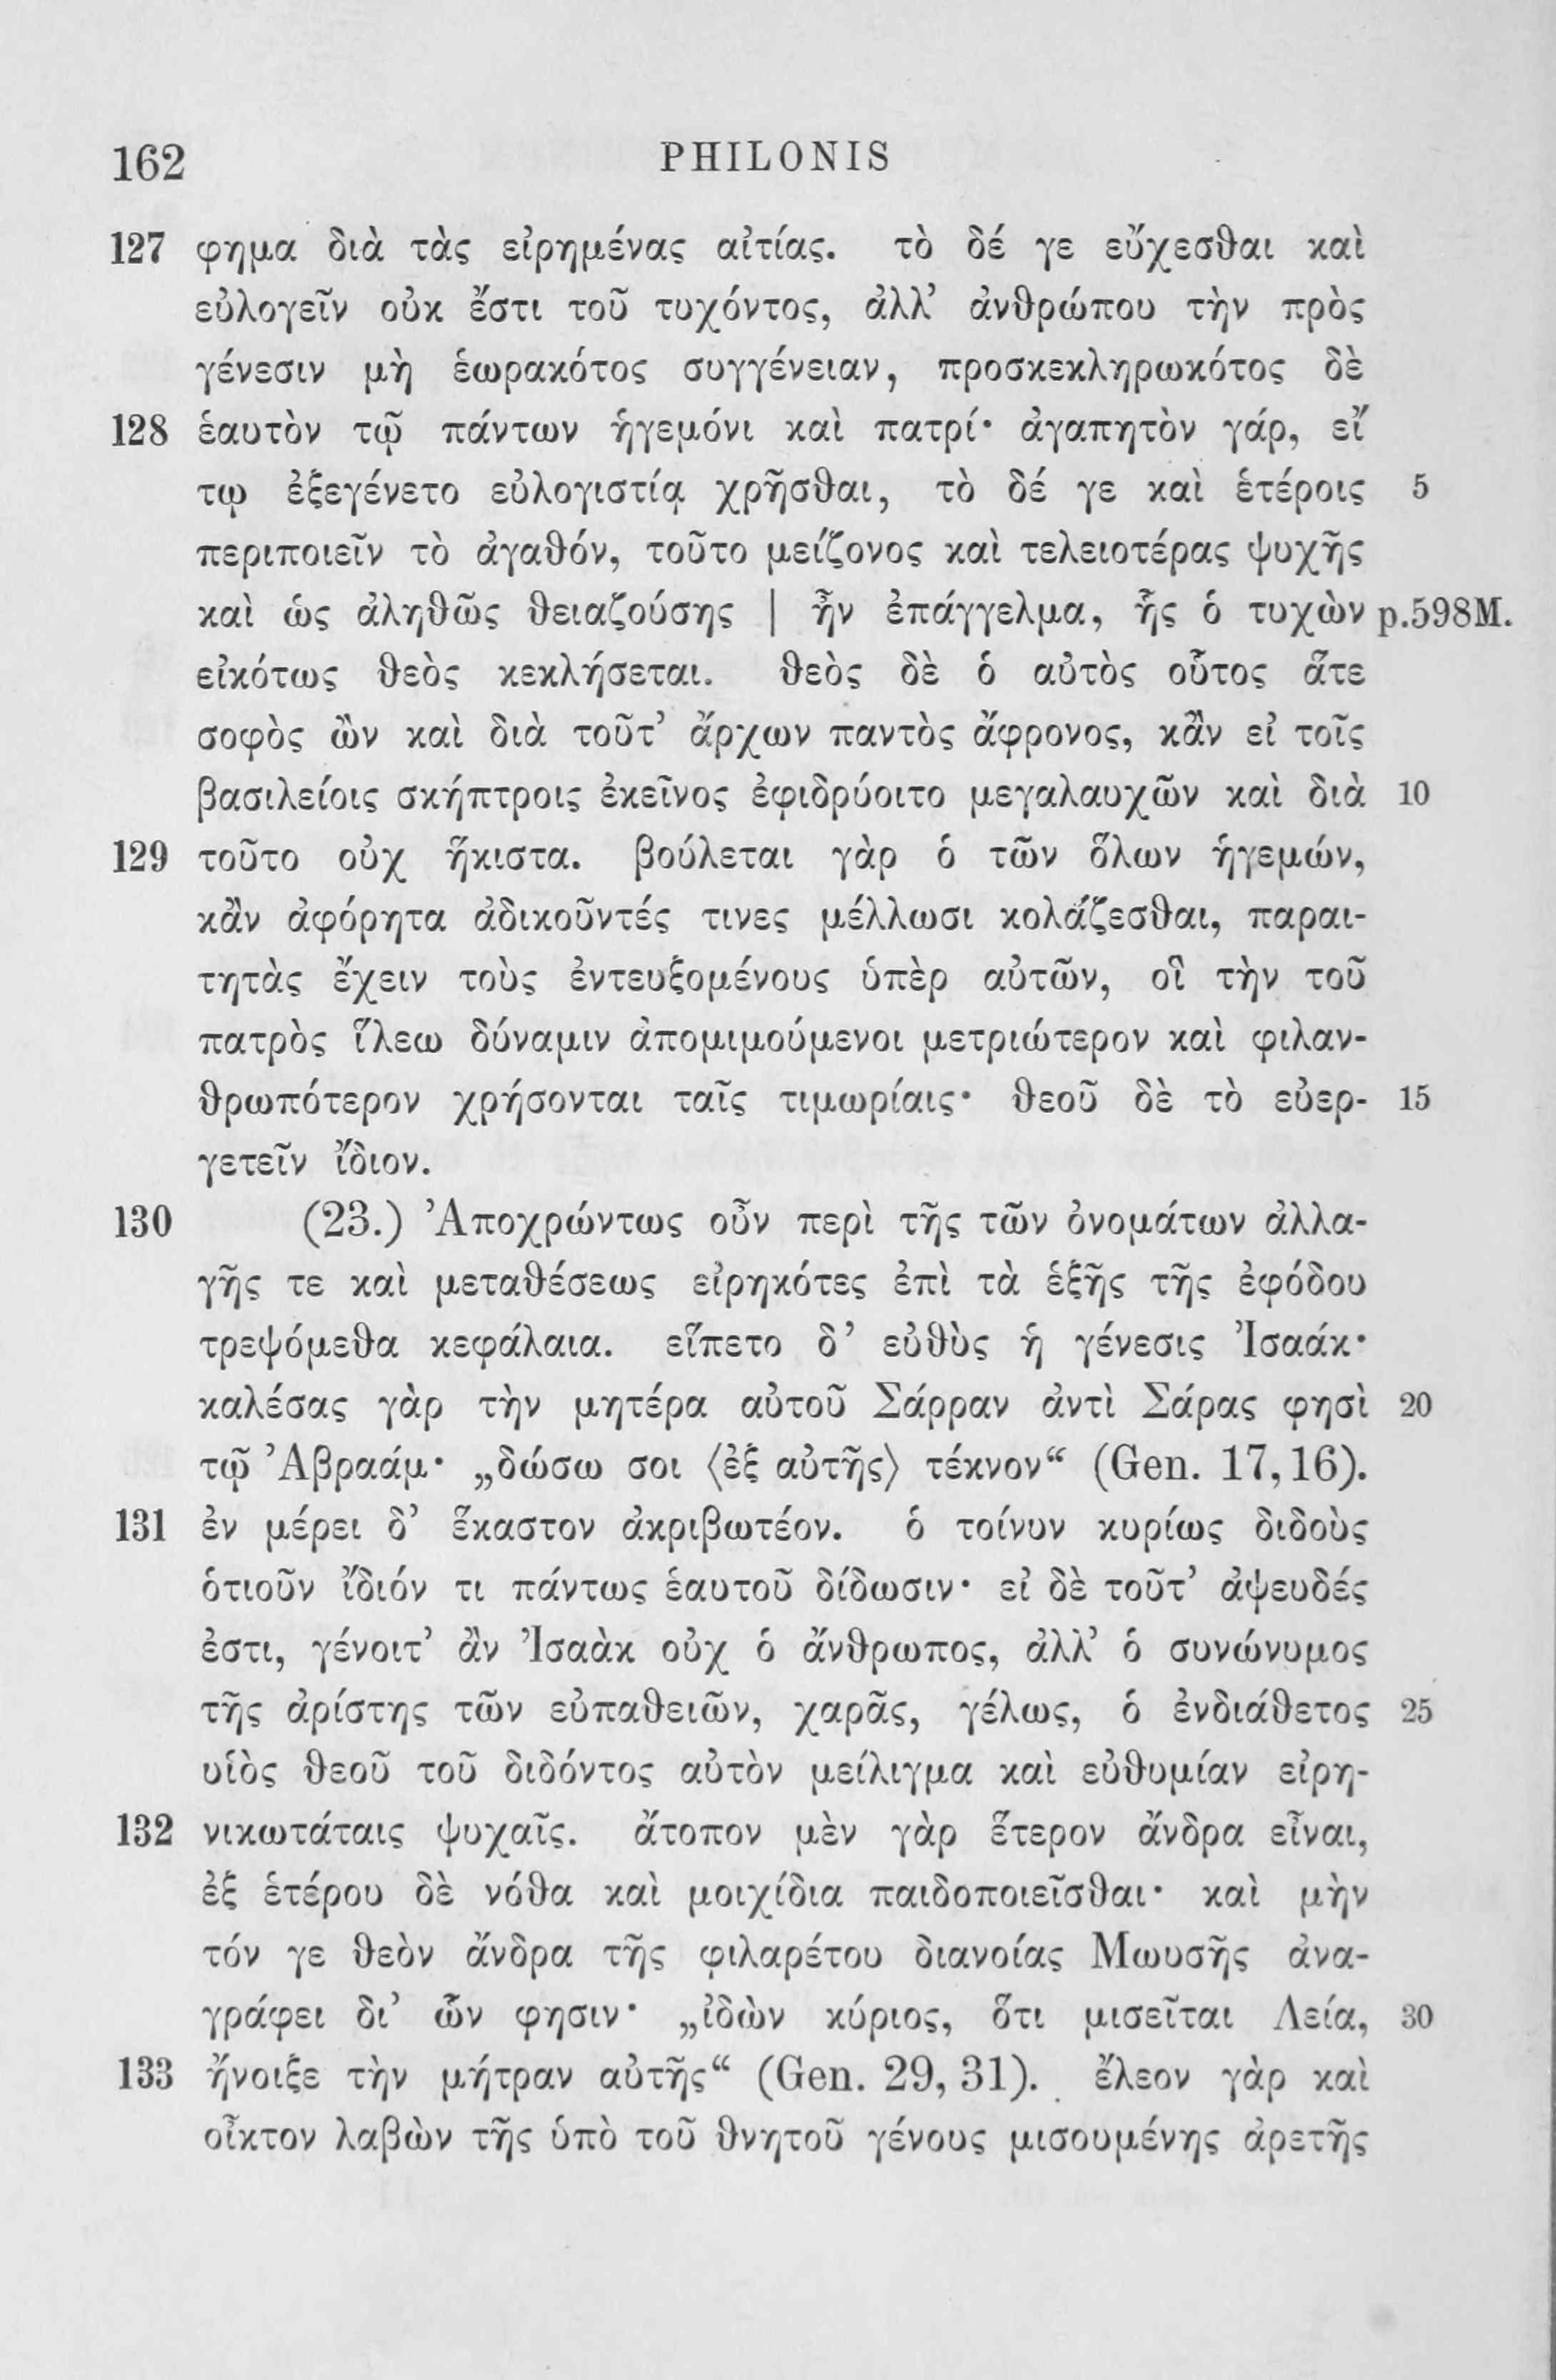 162 PHILONIS
127 φημα διὰ τὰς εἰρημένας αἰτίας. τὸ δέ γε εὔχεσθαι καὶ
εὐλογεῖν οὐκ ἔστι τοῦ τυχόντος, ἀλλ’ ἀνθρώπου τὴν πρὸς
γένεσιν μὴ ἑωρακότος συγγένειαν, προσκεκληρωκότος δὲ
128 ἑαυτὸν τῷ πάντων ἡγεμόνι καὶ πατρί· ἀγαπητὸν γάρ, εἴ
τῳ ἐξεγένετο εὐλογιστίᾳ χρῆσθαι, τὸ δέ γε καὶ ἑτέροις 5
περιποιεῖν τὸ ἀγαθόν, τοῦτο μείζονος καὶ τελειοτέρας ψυχῆς
καὶ ὡς ἀληθῶς θειαζούσης | ἦν ἐπάγγελμα, ἧς ὁ τυχὼν p.598M.
εἰκότως θεὸς κεκλήσεται. θεὸς δὲ ὁ αὐτὸς οὗτος ἅτε
σοφὸς ὢν καὶ διὰ τοῦτ’ ἄρχων παντὸς ἄφρονος, κἂν εἰ τοῖς
βασιλείοις σκήπτροις ἐκεῖνος ἐφιδρύοιτο μεγαλαυχῶν καὶ διὰ 10
129 τοῦτο οὐχ ἥκιστα. βούλεται γὰρ ὁ τῶν ὅλων ἡγεμών,
κἂν ἀφόρητα ἀδικοῦντές τινες μέλλωσι κολάζεσθαι, παραι-
τητὰς ἔχειν τοὺς ἐντευξομένους ὑπὲρ αὐτῶν, οἳ τὴν τοῦ
πατρὸς ἵλεω δύναμιν ἀπομιμούμενοι μετριώτερον καὶ φιλαν-
θρωπότερον χρήσονται ταῖς τιμωρίαις· θεοῦ δὲ τὸ εὐερ- 15
γετεῖν ἴδιον.
130 (23.) Ἀποχρώντως οὖν περὶ τῆς τῶν ὀνομάτων ἀλλα-
γῆς τε καὶ μεταθέσεως εἰρηκότες ἐπὶ τὰ ἑξῆς τῆς ἐφόδου
τρεψόμεθα κεφάλαια. εἵπετο δ’ εὐθὺς ἡ γένεσις Ἰσαάκ·
καλέσας γὰρ τὴν μητέρα αὐτοῦ Σάρραν ἀντὶ Σάρας φησὶ 20
τῷ Ἀβραάμ· „δώσω σοι ⟨ἐξ αὐτῆς⟩ τέκνον“ (Gen. 17, 16).
131 ἐν μέρει δ’ ἕκαστον ἀκριβωτέον. ὁ τοίνυν κυρίως διδοὺς
ὁτιοῦν ἴδιόν τι πάντως ἑαυτοῦ δίδωσιν· εἰ δὲ τοῦτ’ ἀψευδές
ἐστι, γένοιτ’ ἂν Ἰσαὰκ οὐχ ὁ ἄνθρωπος, ἀλλ’ ὁ συνώνυμος
τῆς ἀρίστης τῶν εὐπαθειῶν, χαρᾶς, γέλως, ὁ ἐνδιάθετος 25
υἱὸς θεοῦ τοῦ διδόντος αὐτὸν μείλιγμα καὶ εὐθυμίαν εἰρη-
132 νικωτάταις ψυχαῖς. ἄτοπον μὲν γὰρ ἕτερον ἄνδρα εἶναι,
ἐξ ἑτέρου δὲ νόθα καὶ μοιχίδια παιδοποιεῖσθαι· καὶ μὴν
τόν γε θεὸν ἄνδρα τῆς φιλαρέτου διανοίας Μωυσῆς ἀνα-
γράφει δι’ ὧν φησιν· „ἰδὼν κύριος, ὅτι μισεῖται Λεία, 30
133 ἤνοιξε τὴν μήτραν αὐτῆς“ (Gen. 29, 31). ἔλεον γὰρ καὶ
οἶκτον λαβὼν τῆς ὑπὸ τοῦ θνητοῦ γένους μισουμένης ἀρετῆς